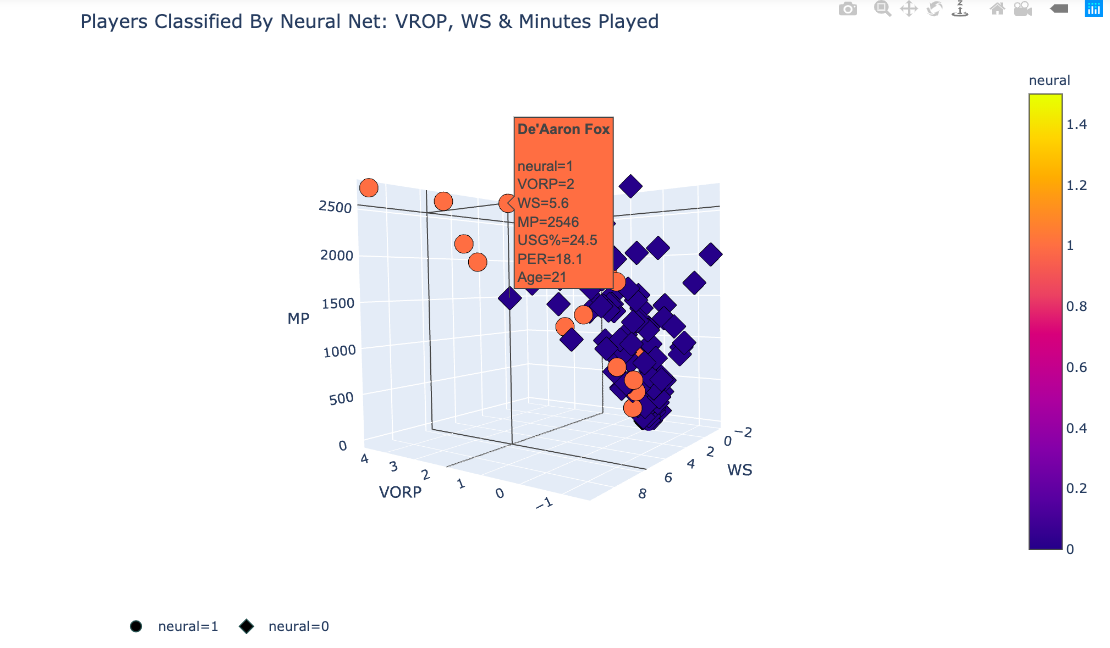 Players Classified By Neural Net: VROP, WS & Minutes Played
neural
De'Aaron Fox
neural=1
VORP=2
WS=5.6
MP=2546
USG%=24.5
PER=18.1
Age=21
1.4
1.2
1
0.8
0.6
0.4
0.2
0
2500
2000
1500
1000
500
0
MP
4
3
2
1
0
−1
VORP
8
6
4
2
0
−2
WS
neural=1
neural=0